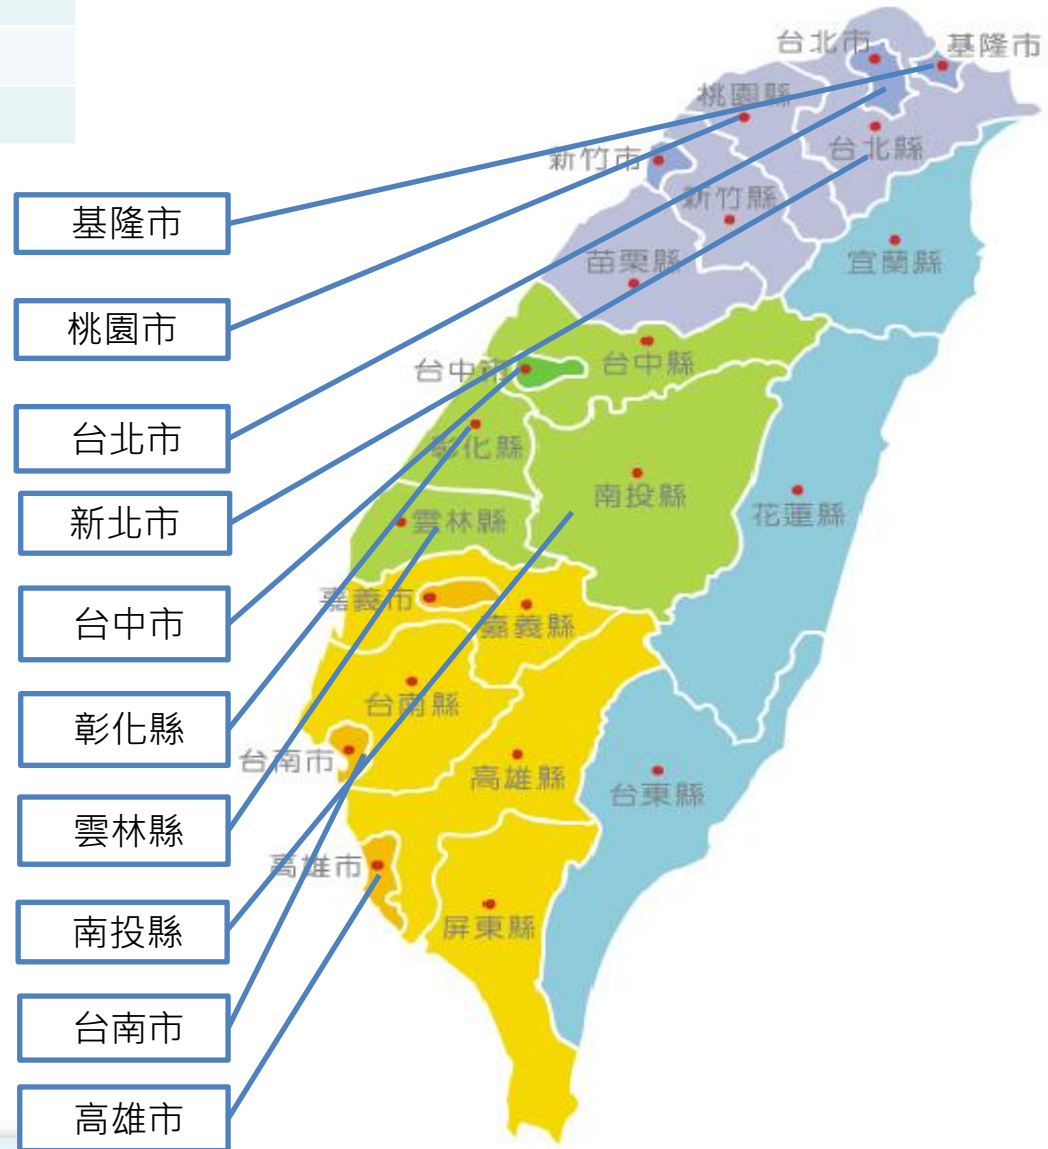 台北市
基隆市
桃園縣
台北縣
新竹市
新竹縣
基隆市
苗栗縣
宜蘭縣
桃園市
台中縣
台中市
台北市
彰化縣
南投縣
新北市
雲林縣
花蓮縣
嘉義市
台中市
嘉義縣
台南縣
彰化縣
台南市
高雄縣
台東縣
雲林縣
高雄市
南投縣
屏東縣
台南市
高雄市